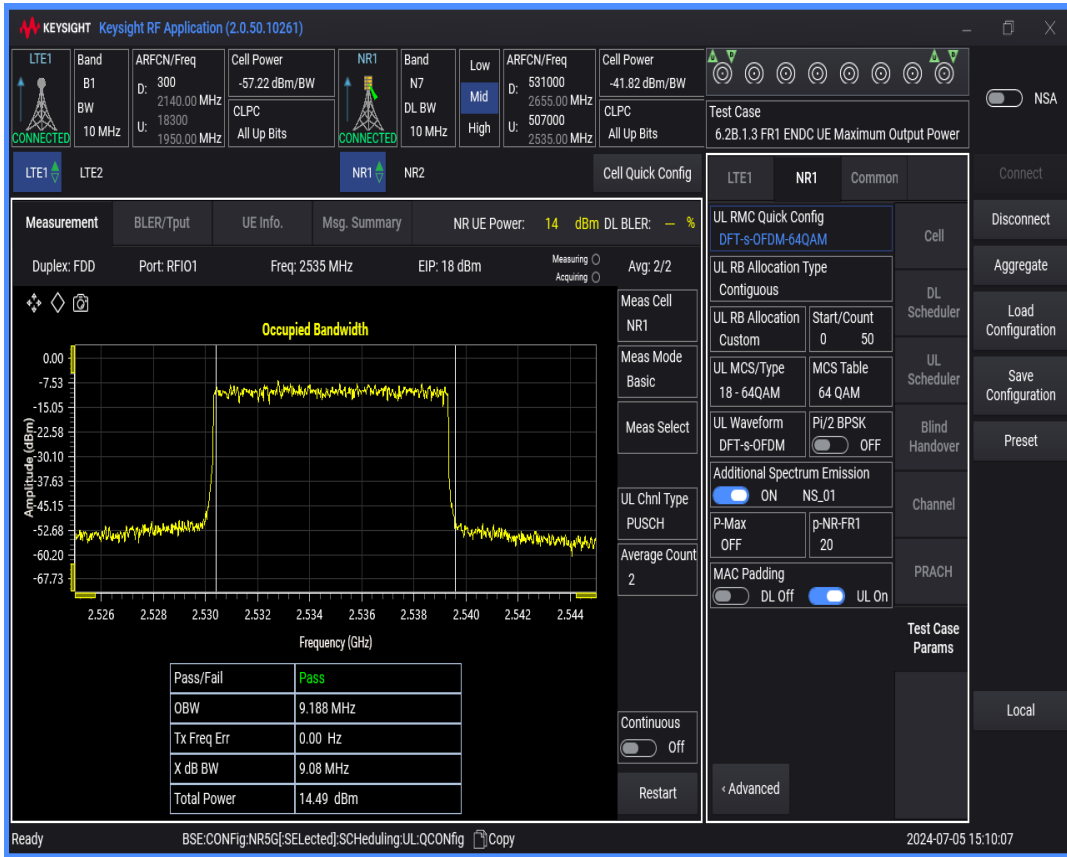 KEYSIGHT Keysight RF Application (2.0.50.10261)
LTE1
CONNECTED
Band
B1
BW
10 MHz
ARFCN/Freq
D: 300
2140.00 MHz
U: 18300
1950.00 MHz
Cell Power
-57.22 dBm/BW
CLPC
All Up Bits
NR1
CONNECTED
Band
N7
DL BW
10 MHz
Low
Mid
High
ARFCN/Freq
D: 531000
2655.00 MHz
U: 507000
2535.00 MHz
Cell Power
-41.82 dBm/BW
CLPC
All Up Bits
Test Case
6.2B.1.3 FR1 ENDC UE Maximum Output Power
NSA
LTE1 LTE2 NR1 NR2 Cell Quick Config
Measurement BLER/Tput UE Info. Msg. Summary NR UE Power: 14 dBm DL BLER: --- %
Duplex: FDD Port: RFIO1 Freq: 2535 MHz EIP: 18 dBm Measuring Avg: 2/2
Acquiring
Occupied Bandwidth
Amplitude (dBm)
0.00
-7.53
-15.05
-22.58
-30.10
-37.63
-45.15
-52.68
-60.20
-67.73
2.526 2.528 2.530 2.532 2.534 2.536 2.538 2.540 2.542 2.544
Frequency (GHz)
Pass/Fail Pass
OBW 9.188 MHz
Tx Freq Err 0.00 Hz
X dB BW 9.08 MHz
Total Power 14.49 dBm
Meas Cell
NR1
Meas Mode
Basic
Meas Select
UL Chnl Type
PUSCH
Average Count
2
Continuous
Off
Restart
LTE1 NR1 Common
UL RMC Quick Config
DFT-s-OFDM-64QAM
UL RB Allocation Type
Contiguous
UL RB Allocation
Custom
Start/Count
0 50
UL MCS/Type
18 - 64QAM
MCS Table
64 QAM
UL Waveform
DFT-s-OFDM
Pi/2 BPSK
OFF
Additional Spectrum Emission
ON NS_01
P-Max
OFF
p-NR-FR1
20
MAC Padding
DL Off UL On
‹ Advanced
Cell
DL
Scheduler
UL
Scheduler
Blind
Handover
Channel
PRACH
Test Case
Params
Connect
Disconnect
Aggregate
Load
Configuration
Save
Configuration
Preset
Local
Ready BSE:CONFig:NR5G[:SELected]:SCHeduling:UL:QCONfig Copy 2024-07-05 15:10:07